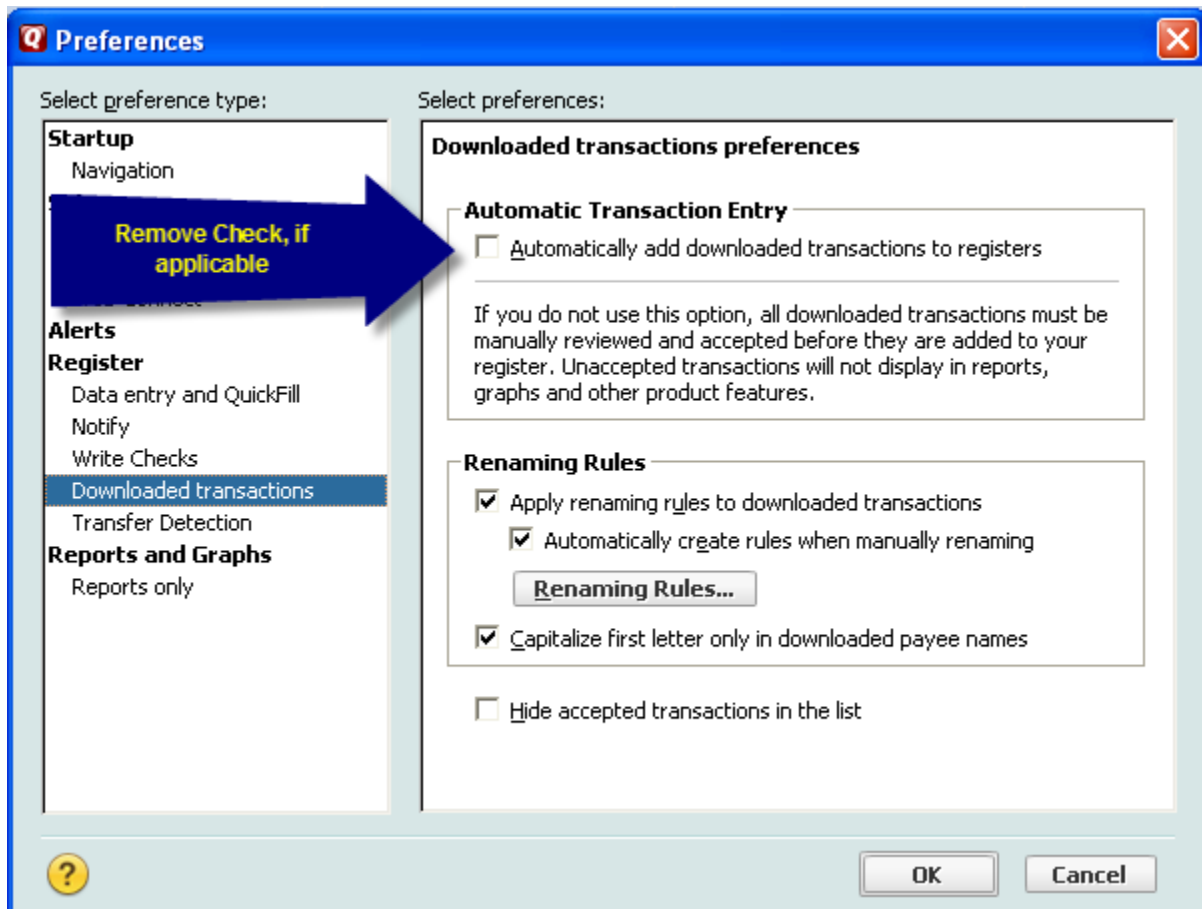 Preferences
Select preference type:
Startup
Navigation
Alerts
Register
Data entry and QuickFill
Notify
Write Checks
Downloaded transactions
Transfer Detection
Reports and Graphs
Reports only
Remove Check, if
applicable
Select preferences:
Downloaded transactions preferences
Automatic Transaction Entry
Automatically add downloaded transactions to registers
If you do not use this option, all downloaded transactions must be
manually reviewed and accepted before they are added to your
register. Unaccepted transactions will not display in reports,
graphs and other product features.
Renaming Rules
Apply renaming rules to downloaded transactions
Automatically create rules when manually renaming
Renaming Rules...
Capitalize first letter only in downloaded payee names
Hide accepted transactions in the list
?
OK
Cancel